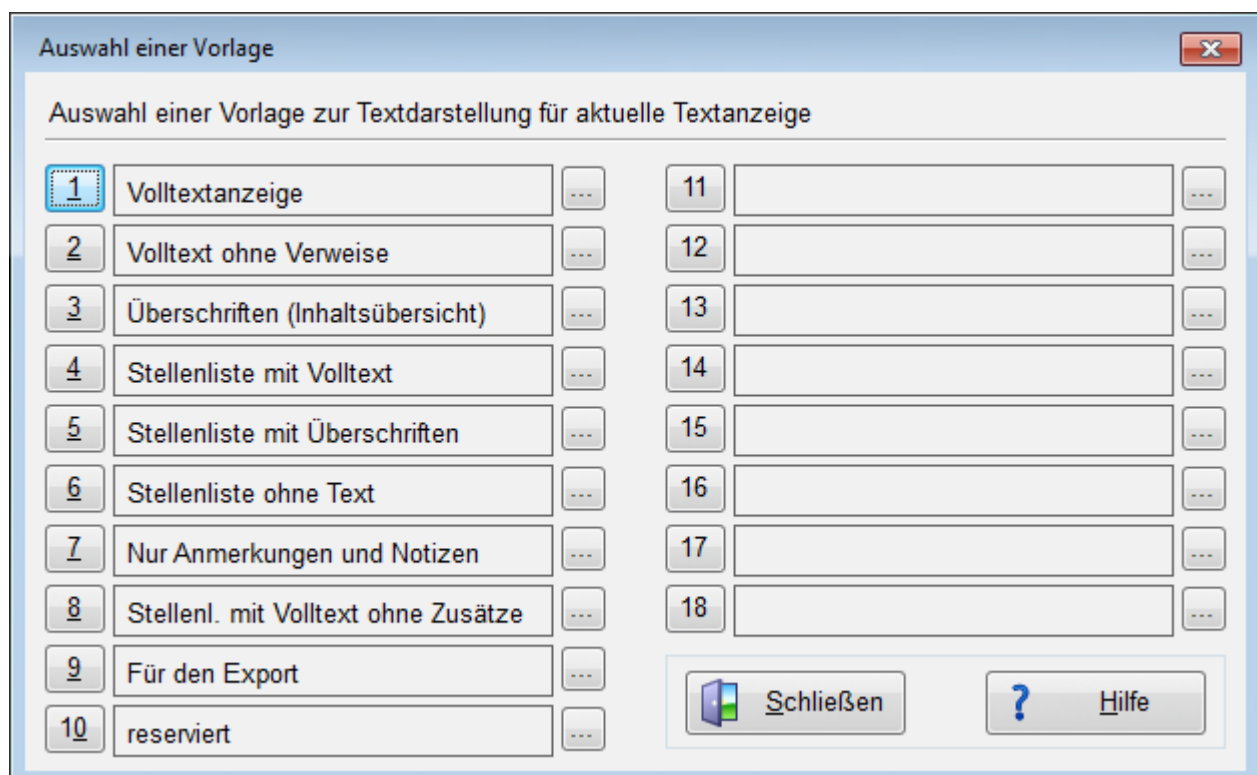 Auswahl einer Vorlage
Auswahl einer Vorlage zur Textdarstellung für aktuelle Textanzeige
1 Volltextanzeige ...
2 Volltext ohne Verweise ...
3 Überschriften (Inhaltsübersicht) ...
4 Stellenliste mit Volltext ...
5 Stellenliste mit Überschriften ...
6 Stellenliste ohne Text ...
7 Nur Anmerkungen und Notizen ...
8 Stellenl. mit Volltext ohne Zusätze ...
9 Für den Export ...
10 reserviert ...
11 ...
12 ...
13 ...
14 ...
15 ...
16 ...
17 ...
18 ...
Schließen
? Hilfe